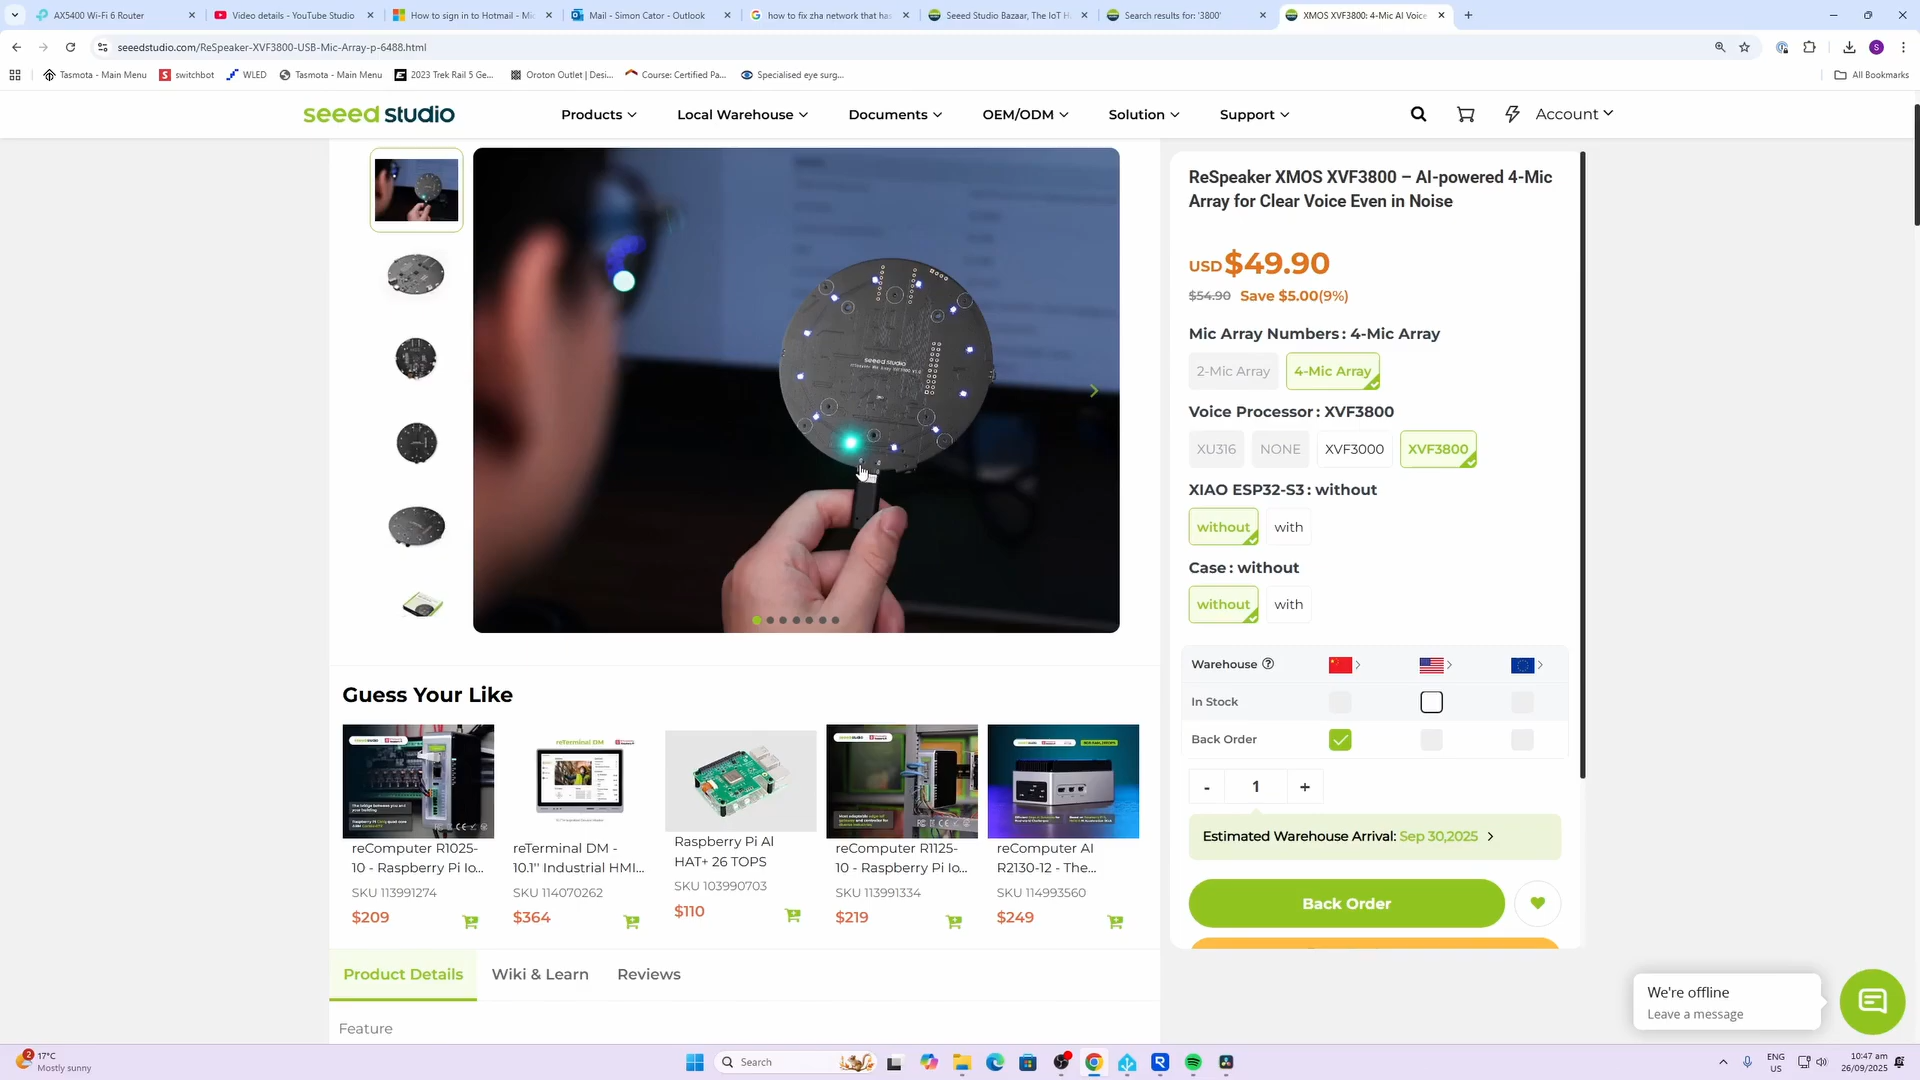 AX5400 Wi-Fi 6 Router
Video details - YouTube Studio
How to sign in to Hotmail - Mic
Mail - Simon Cator - Outlook
how to fix zha network that has
Seeed Studio Bazaar, The IoT H
Search results for: '3800'
XMOS XVF3800: 4-Mic AI Voice
seeedstudio.com/ReSpeaker-XVF3800-USB-Mic-Array-p-6488.html
S
Tasmota - Main Menu
switchbot
WLED
Tasmota - Main Menu
2023 Trek Rail 5 Ge...
Oroton Outlet | Desi...
Course: Certified Pa...
Specialised eye surg...
All Bookmarks
seeed studio
Products
Local Warehouse
Documents
OEM/ODM
Solution
Support
Account
seeed studio
ReSpeaker XMOS XVF3800 – AI-powered 4-Mic
Array for Clear Voice Even in Noise
USD $49.90
$54.90 Save $5.00(9%)
Mic Array Numbers : 4-Mic Array
2-Mic Array
4-Mic Array
Voice Processor : XVF3800
XU316
NONE
XVF3000
XVF3800
XIAO ESP32-S3 : without
without
with
Case : without
without
with
Warehouse
In Stock
Back Order
- 1 +
Estimated Warehouse Arrival: Sep 30,2025
Back Order
Guess Your Like
reComputer R1025-
10 - Raspberry Pi Io...
SKU 113991274
$209
reTerminal DM
reTerminal DM -
10.1'' Industrial HMI...
SKU 114070262
$364
Raspberry Pi AI
HAT+ 26 TOPS
SKU 103990703
$110
reComputer R1125-
10 - Raspberry Pi Io...
SKU 113991334
$219
reComputer AI
R2130-12 - The...
SKU 114993560
$249
Product Details
Wiki & Learn
Reviews
Feature
We're offline
Leave a message
2
17°C
Mostly sunny
Search
ENG
US
10:47 am
26/09/2025